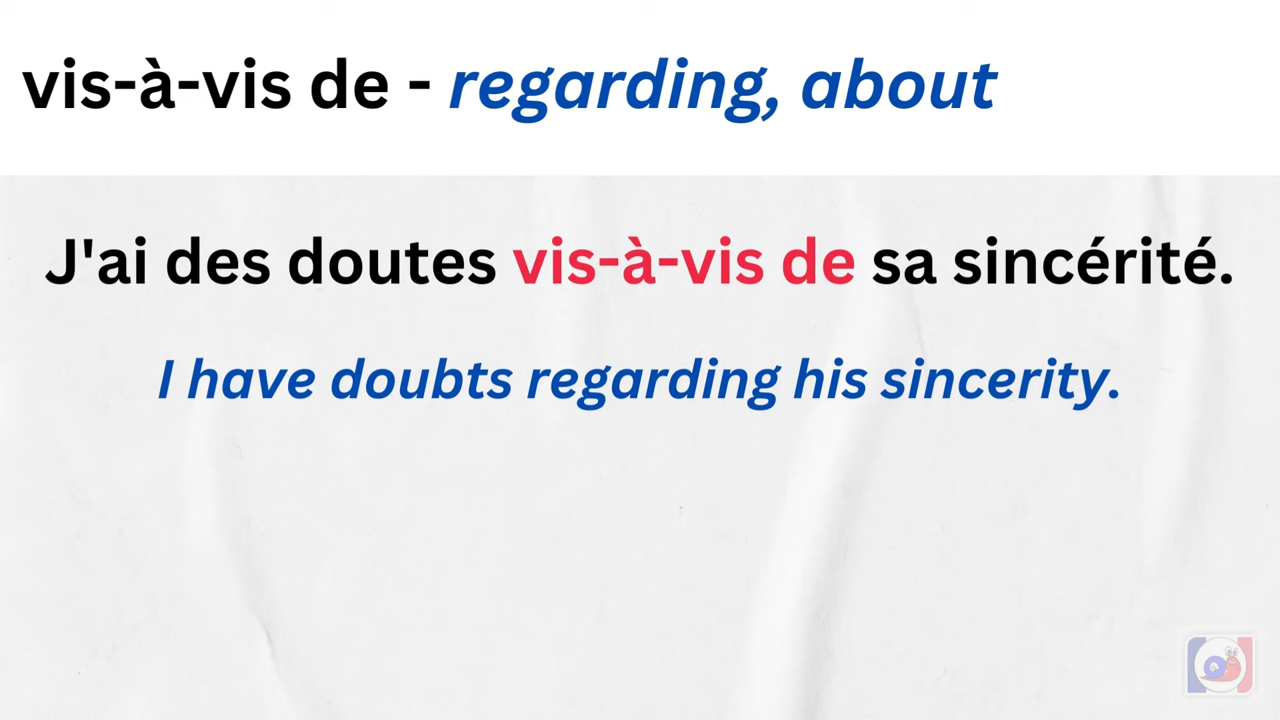 vis-à-vis de - regarding, about
J'ai des doutes vis-à-vis de sa sincérité.
I have doubts regarding his sincerity.